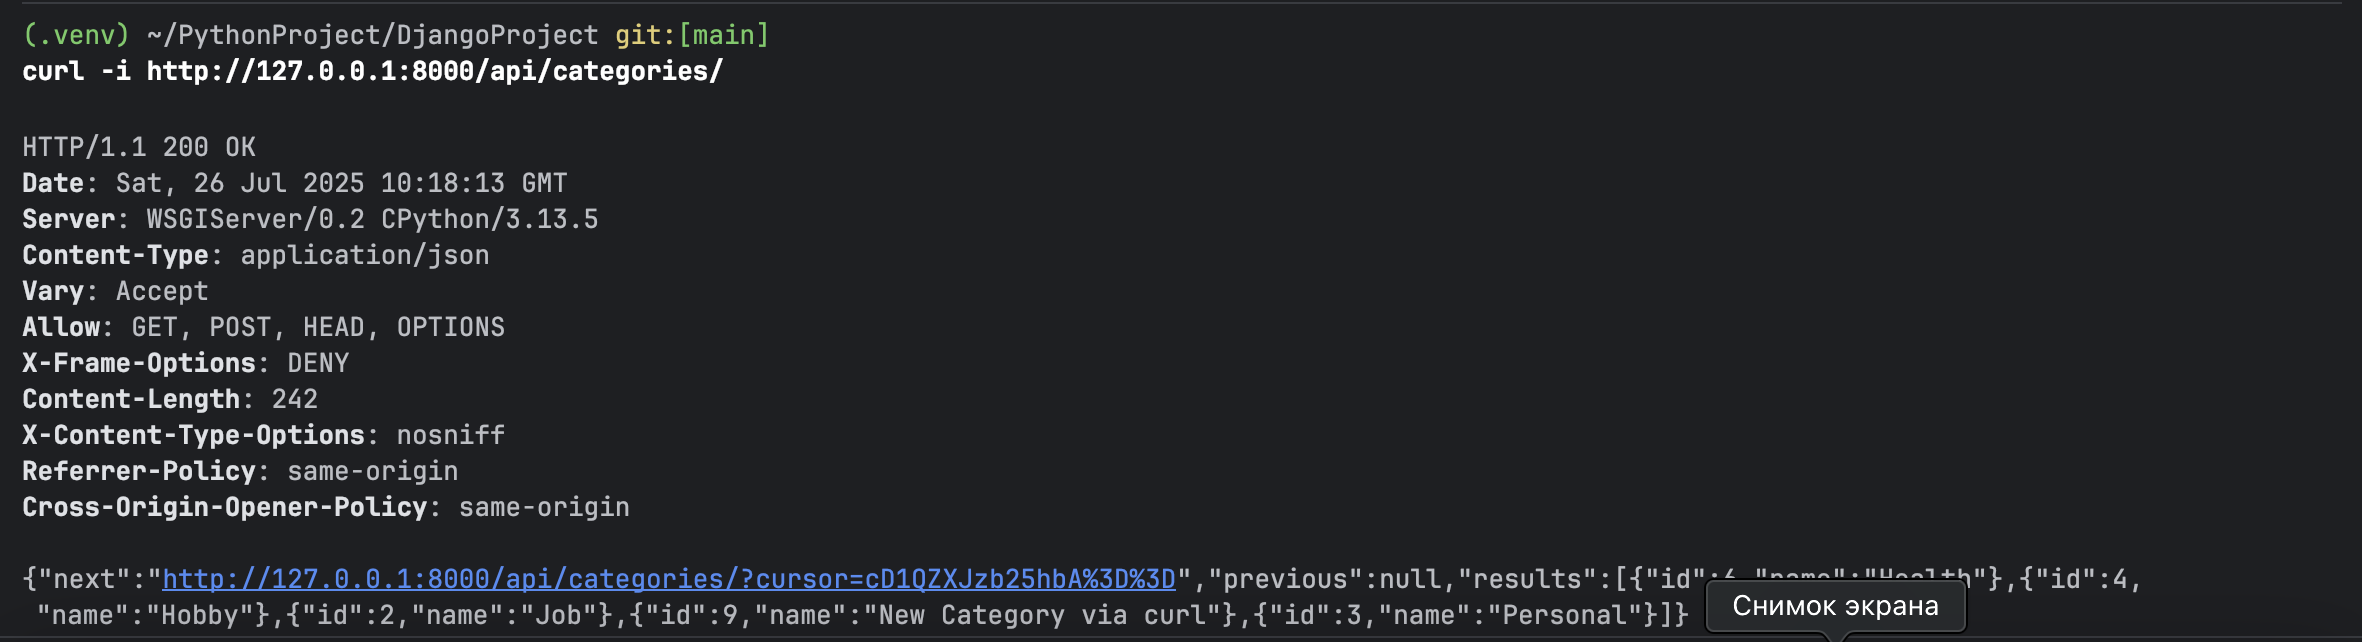 (.venv) ~/PythonProject/DjangoProject git:[main]
curl -i http://127.0.0.1:8000/api/categories/
HTTP/1.1 200 OK
Date: Sat, 26 Jul 2025 10:18:13 GMT
Server: WSGIServer/0.2 CPython/3.13.5
Content-Type: application/json
Vary: Accept
Allow: GET, POST, HEAD, OPTIONS
X-Frame-Options: DENY
Content-Length: 242
X-Content-Type-Options: nosniff
Referrer-Policy: same-origin
Cross-Origin-Opener-Policy: same-origin
{"next":"http://127.0.0.1:8000/api/categories/?cursor=cD1QZXJzb25hbA%3D%3D","previous":null,"results":[{"id":6,"name":"Health"},{"id":4,
"name":"Hobby"},{"id":2,"name":"Job"},{"id":9,"name":"New Category via curl"},{"id":3,"name":"Personal"}]}
Снимок экрана